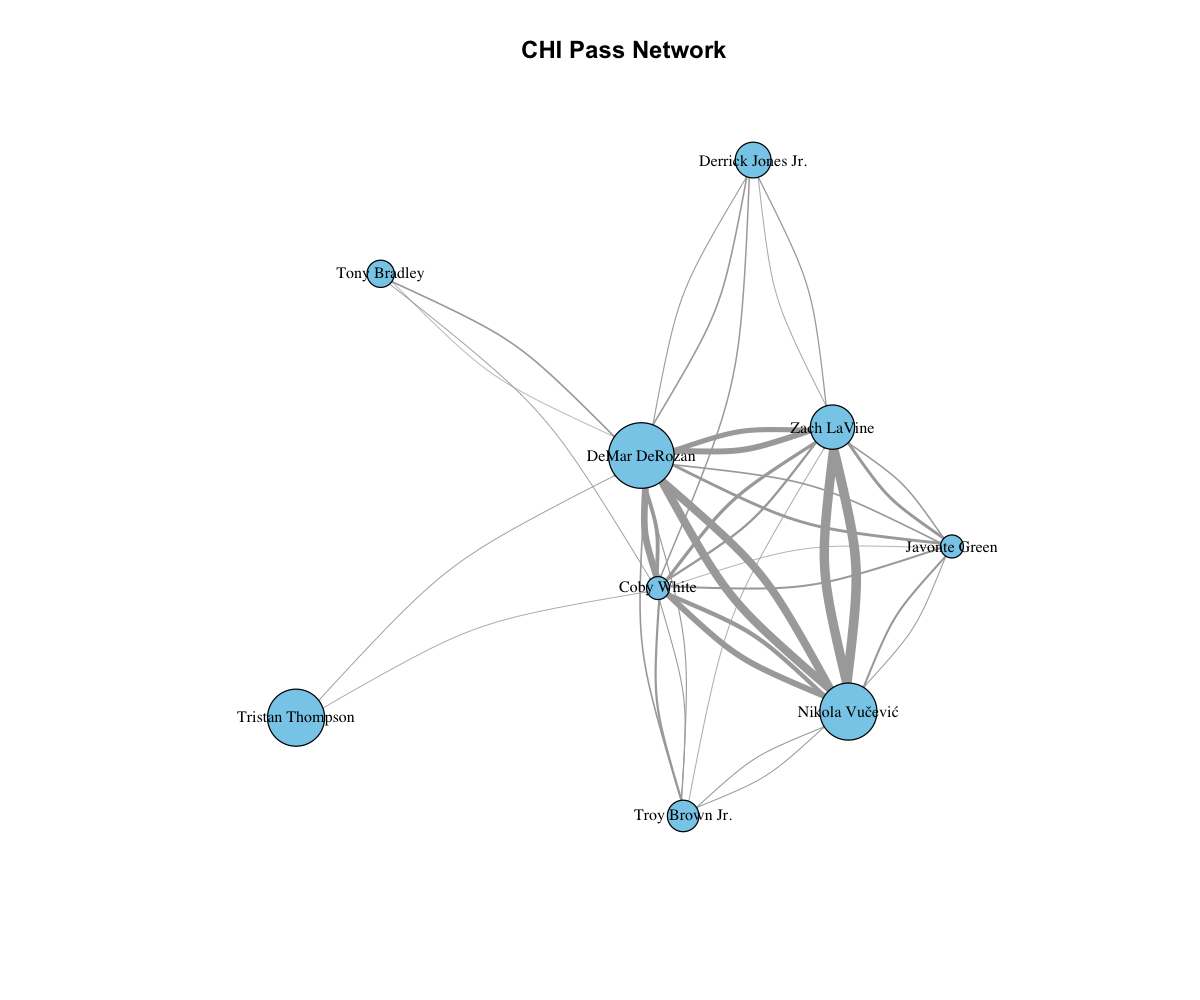 CHI Pass Network
Derrick Jones Jr.
Tony Bradley
Zach LaVine
DeMar DeRozan
Javonte Green
Coby White
Nikola Vučević
Tristan Thompson
Troy Brown Jr.